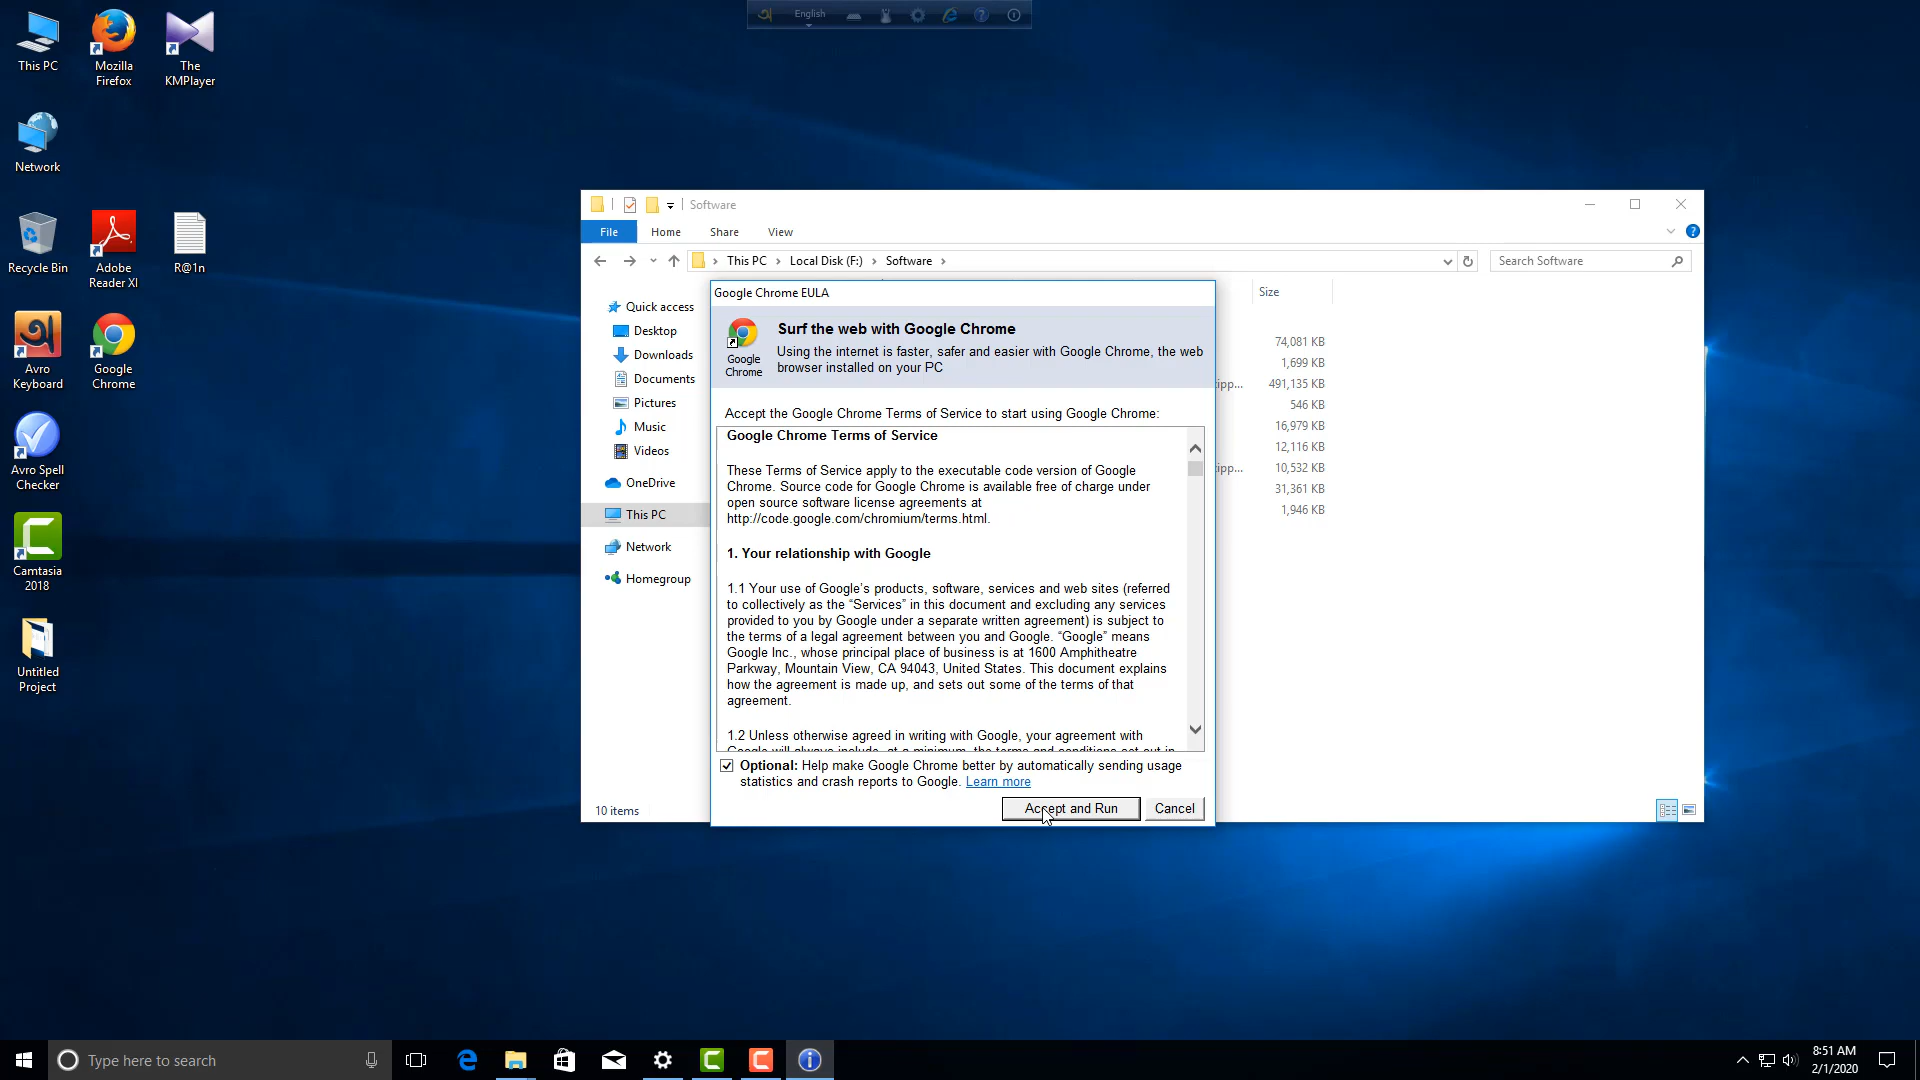 This PC
Mozilla
Firefox
The
KMPlayer
Network
Recycle Bin
Adobe
Reader XI
R@1n
Avro
Keyboard
Google
Chrome
Avro Spell
Checker
Camtasia
2018
Untitled
Project
English
Software
File
Home
Share
View
This PC
Local Disk (F:)
Software
Search Software
Quick access
Desktop
Downloads
Documents
Pictures
Music
Videos
OneDrive
This PC
Network
Homegroup
10 items
Size
74,081 KB
1,699 KB
ipp... 491,135 KB
546 KB
16,979 KB
12,116 KB
ipp... 10,532 KB
31,361 KB
1,946 KB
Google Chrome EULA
Google
Chrome
Surf the web with Google Chrome
Using the internet is faster, safer and easier with Google Chrome, the web
browser installed on your PC
Accept the Google Chrome Terms of Service to start using Google Chrome:
Google Chrome Terms of Service
These Terms of Service apply to the executable code version of Google
Chrome. Source code for Google Chrome is available free of charge under
open source software license agreements at
http://code.google.com/chromium/terms.html.
1. Your relationship with Google
1.1 Your use of Google’s products, software, services and web sites (referred
to collectively as the “Services” in this document and excluding any services
provided to you by Google under a separate written agreement) is subject to
the terms of a legal agreement between you and Google. “Google” means
Google Inc., whose principal place of business is at 1600 Amphitheatre
Parkway, Mountain View, CA 94043, United States. This document explains
how the agreement is made up, and sets out some of the terms of that
agreement.
1.2 Unless otherwise agreed in writing with Google, your agreement with
Google will always include, at a minimum, the terms and conditions set out in
Optional: Help make Google Chrome better by automatically sending usage
statistics and crash reports to Google. Learn more
Accept and Run
Cancel
Type here to search
8:51 AM
2/1/2020